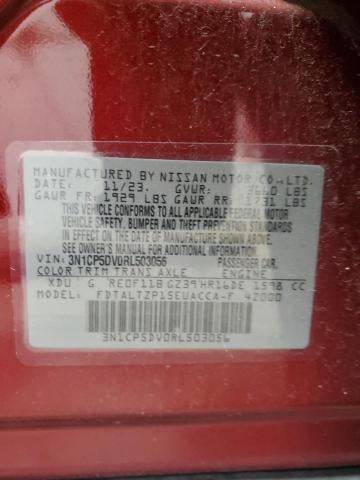 MANUFACTURED BY NISSAN MOTOR CO.,LTD.
DATE: 11/23. GVWR: 3660 LBS
GAWR FR: 1929 LBS GAWR RR: 1731 LBS
THIS VEHICLE CONFORMS TO ALL APPLICABLE FEDERAL MOTOR
VEHICLE SAFETY, BUMPER AND THEFT PREVENTION STANDARDS
IN EFFECT ON THE DATE OF MANUFACTURE SHOWN ABOVE.
SEE OWNER'S MANUAL OR ADDITIONAL INFORMATION
VIN: 3N1CP5DV0RL503056 PASSENGER CAR.
COLOR TRIM TRANS AXLE ENGINE
XDU G RE0F11B GZ39 HR16DE 1598 CC
MODEL: FDTALTZP15EUACCA-F 42000
3N1CP5DV0RL503056